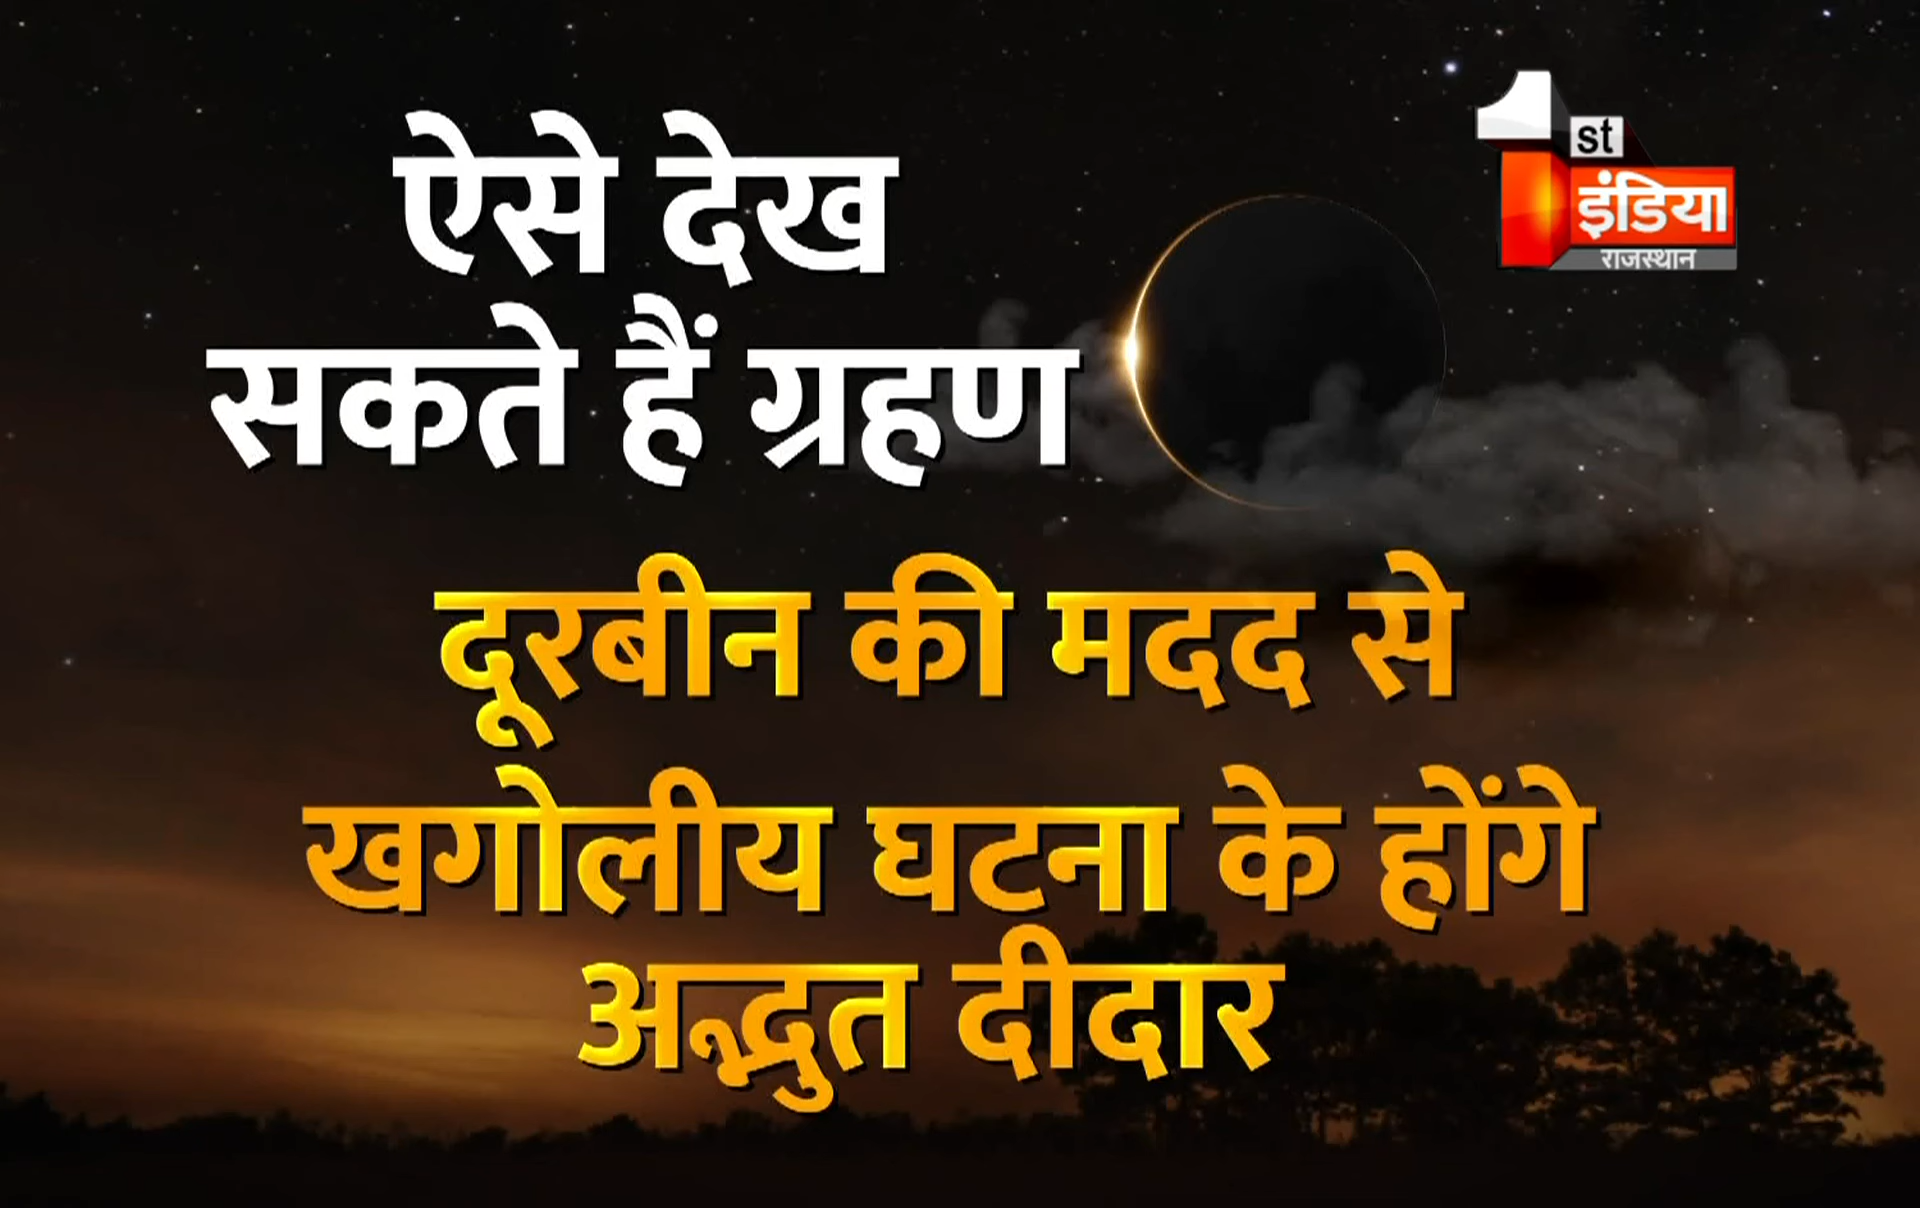 ऐसे देख
सकते हैं ग्रहण
दूरबीन की मदद से
खगोलीय घटना के होंगे
अद्भुत दीदार
1st
इंडिया
राजस्थान